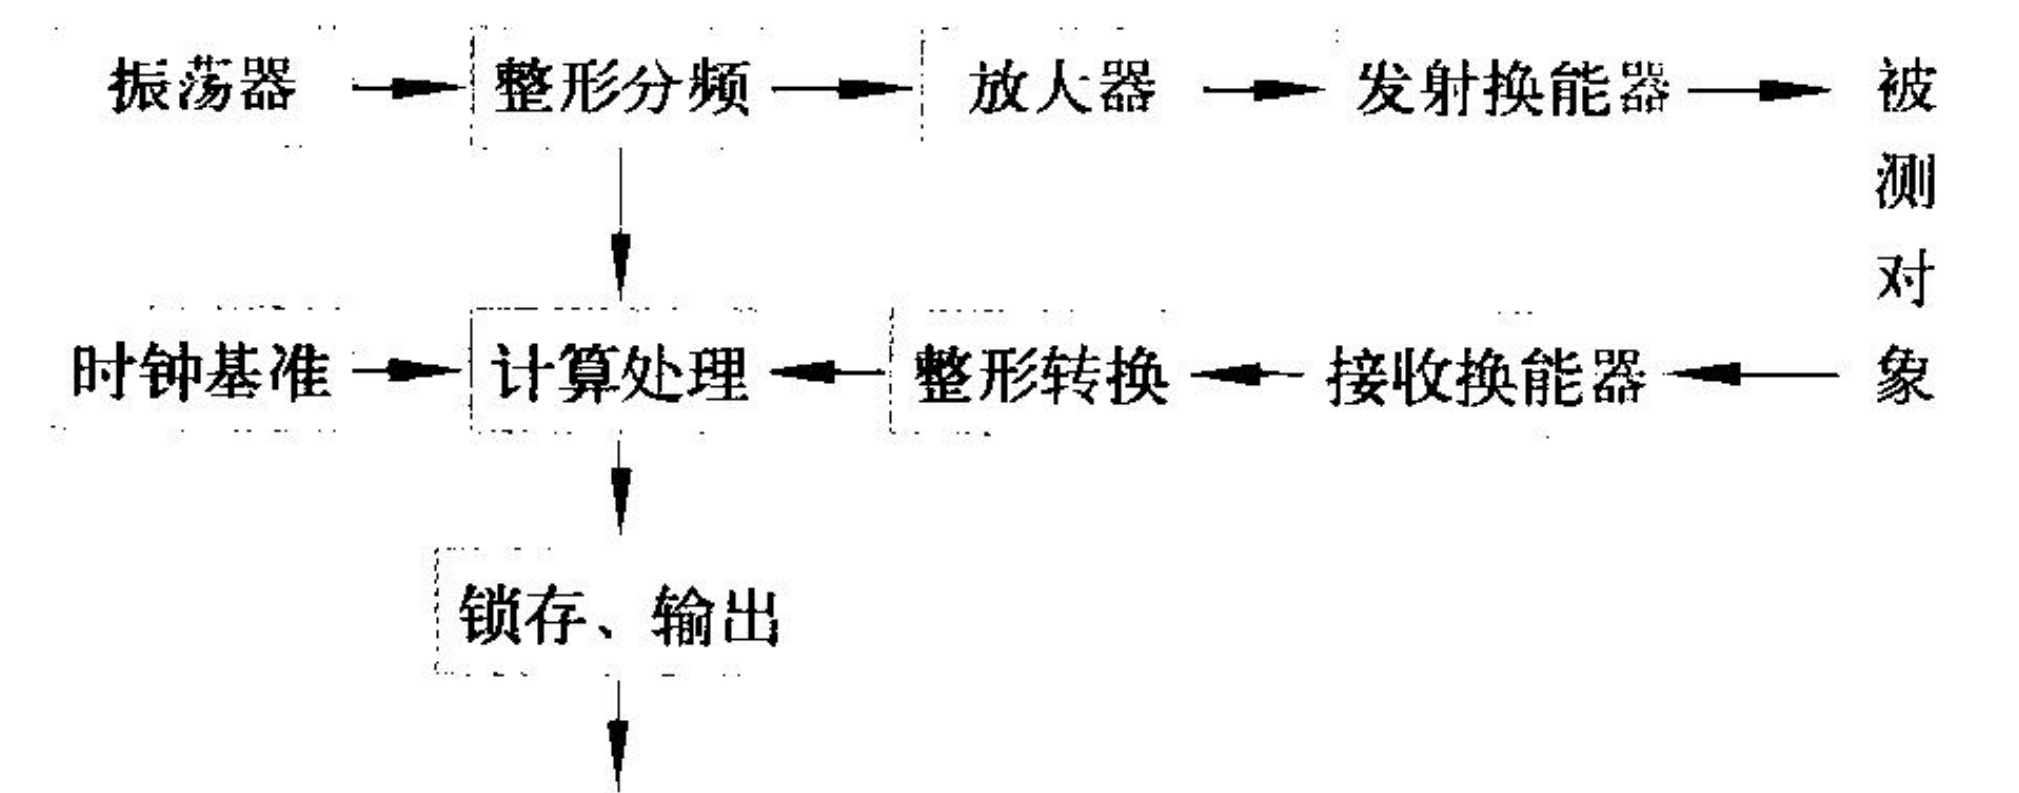 振荡器 整形分频 放大器 发射换能器 被测对象
时钟基准 计算处理 整形转换 接收换能器
锁存、输出